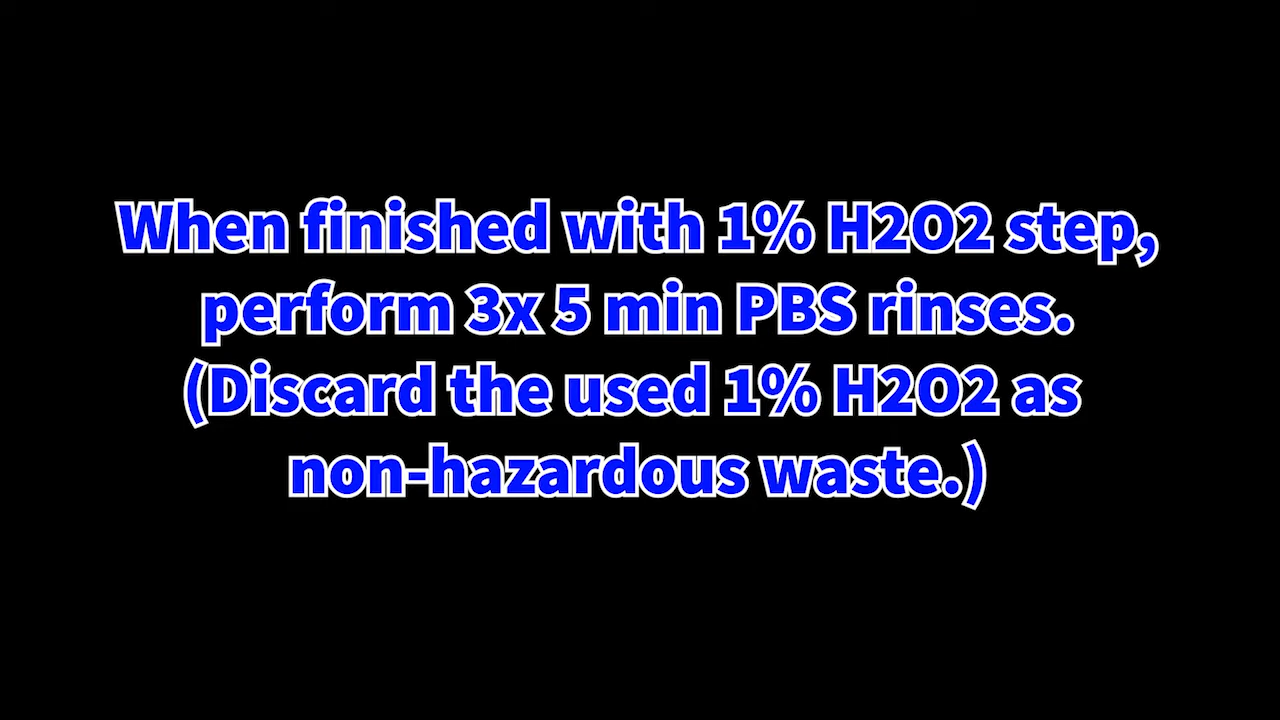 When finished with 1% H2O2 step,
perform 3x 5 min PBS rinses.
(Discard the used 1% H2O2 as
non-hazardous waste.)